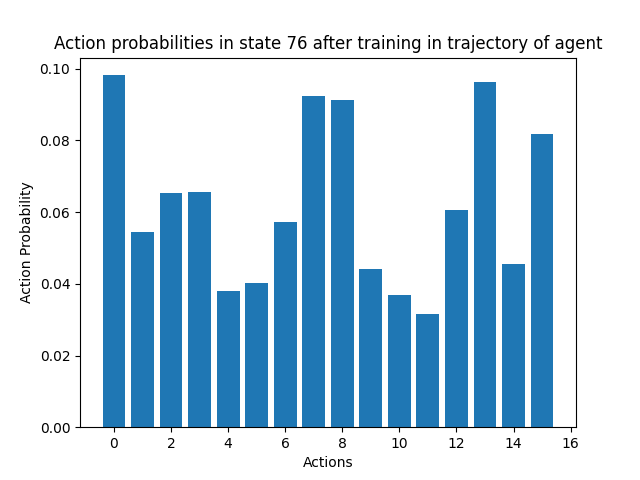 Action probabilities in state 76 after training in trajectory of agent
0.10
0.08
0.06
0.04
0.02
0.00
Action Probability
0 2 4 6 8 10 12 14 16
Actions